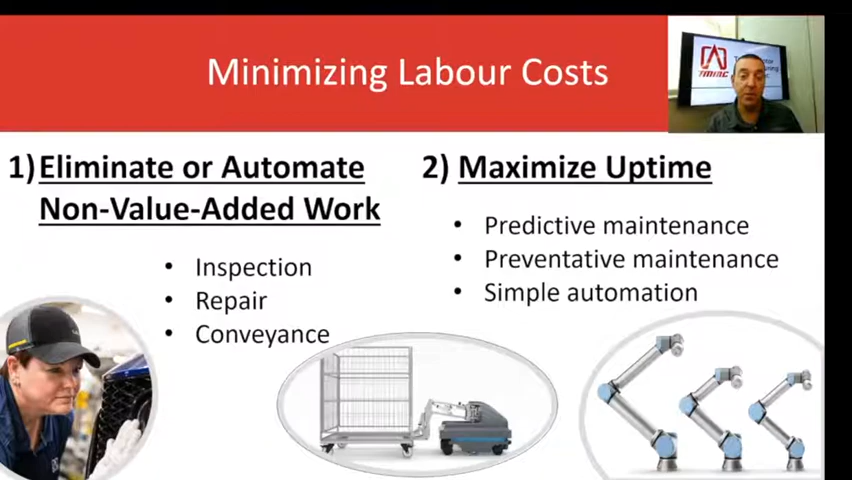 Minimizing Labour Costs
TMMC
1) Eliminate or Automate
Non-Value-Added Work
• Inspection
• Repair
• Conveyance
2) Maximize Uptime
• Predictive maintenance
• Preventative maintenance
• Simple automation